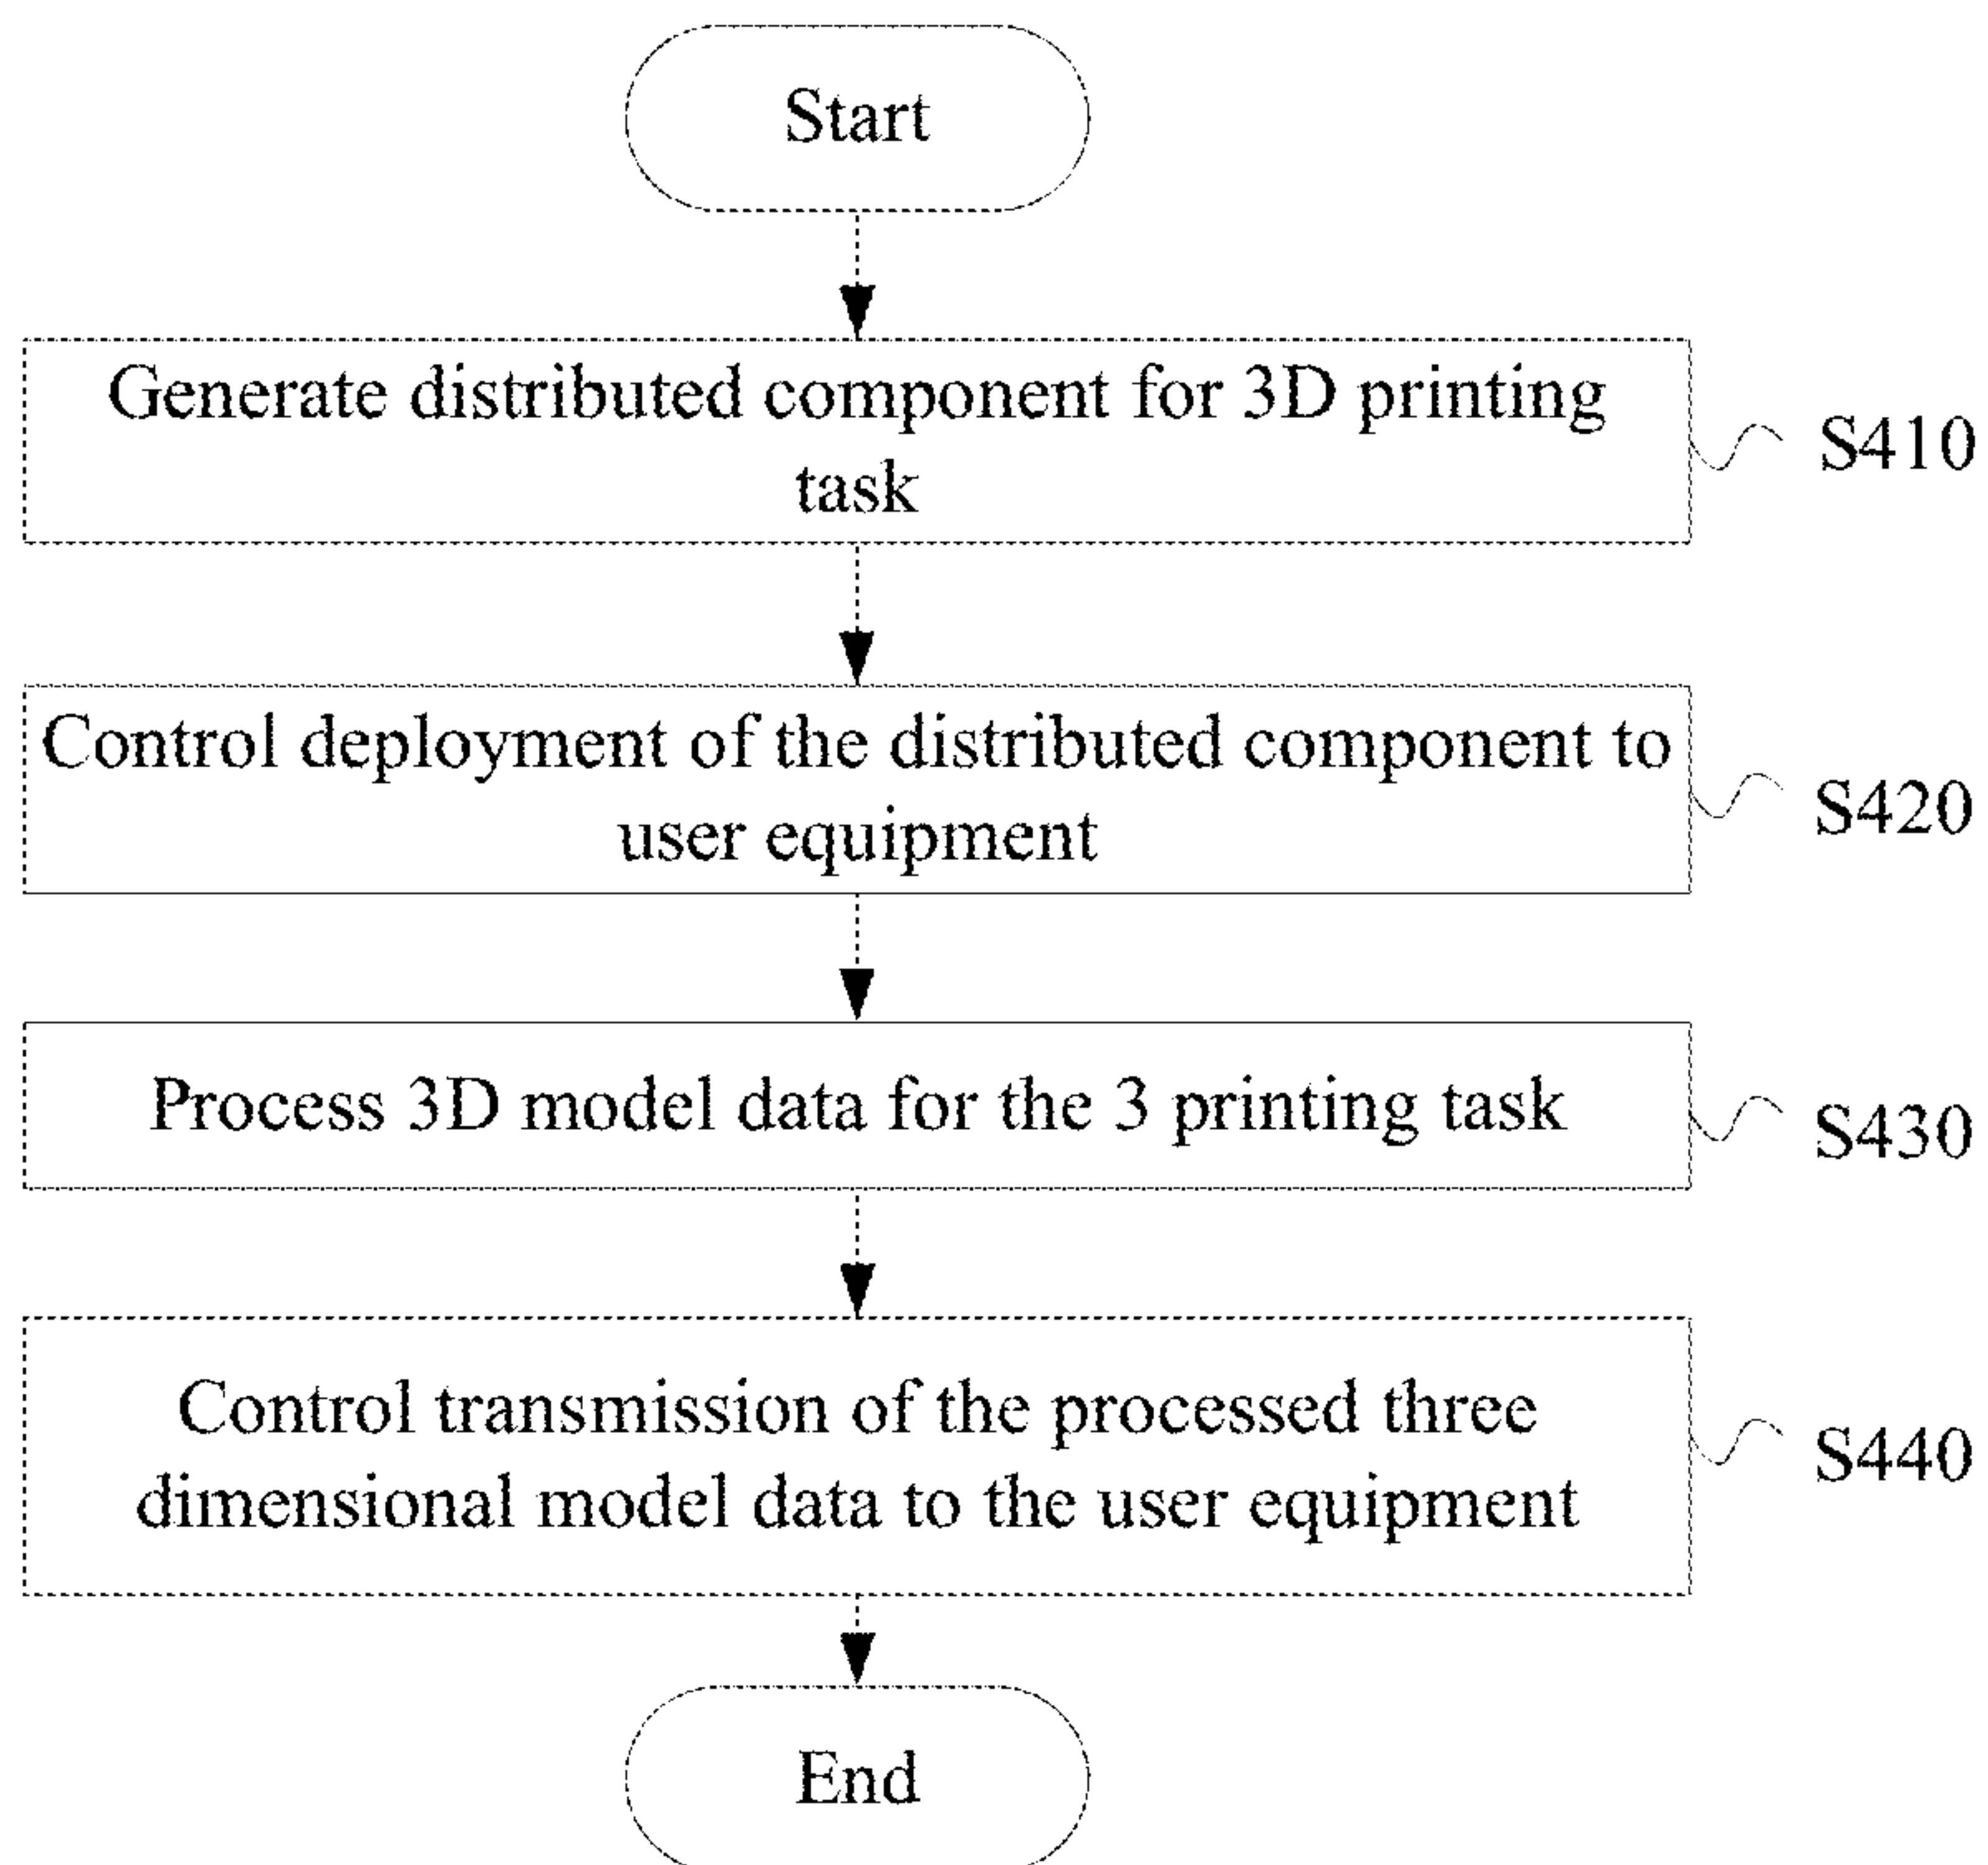 Start
Generate distributed component for 3D printing
task
S410
Control deployment of the distributed component to
user equipment
S420
Process 3D model data for the 3 printing task
S430
Control transmission of the processed three
dimensional model data to the user equipment
S440
End